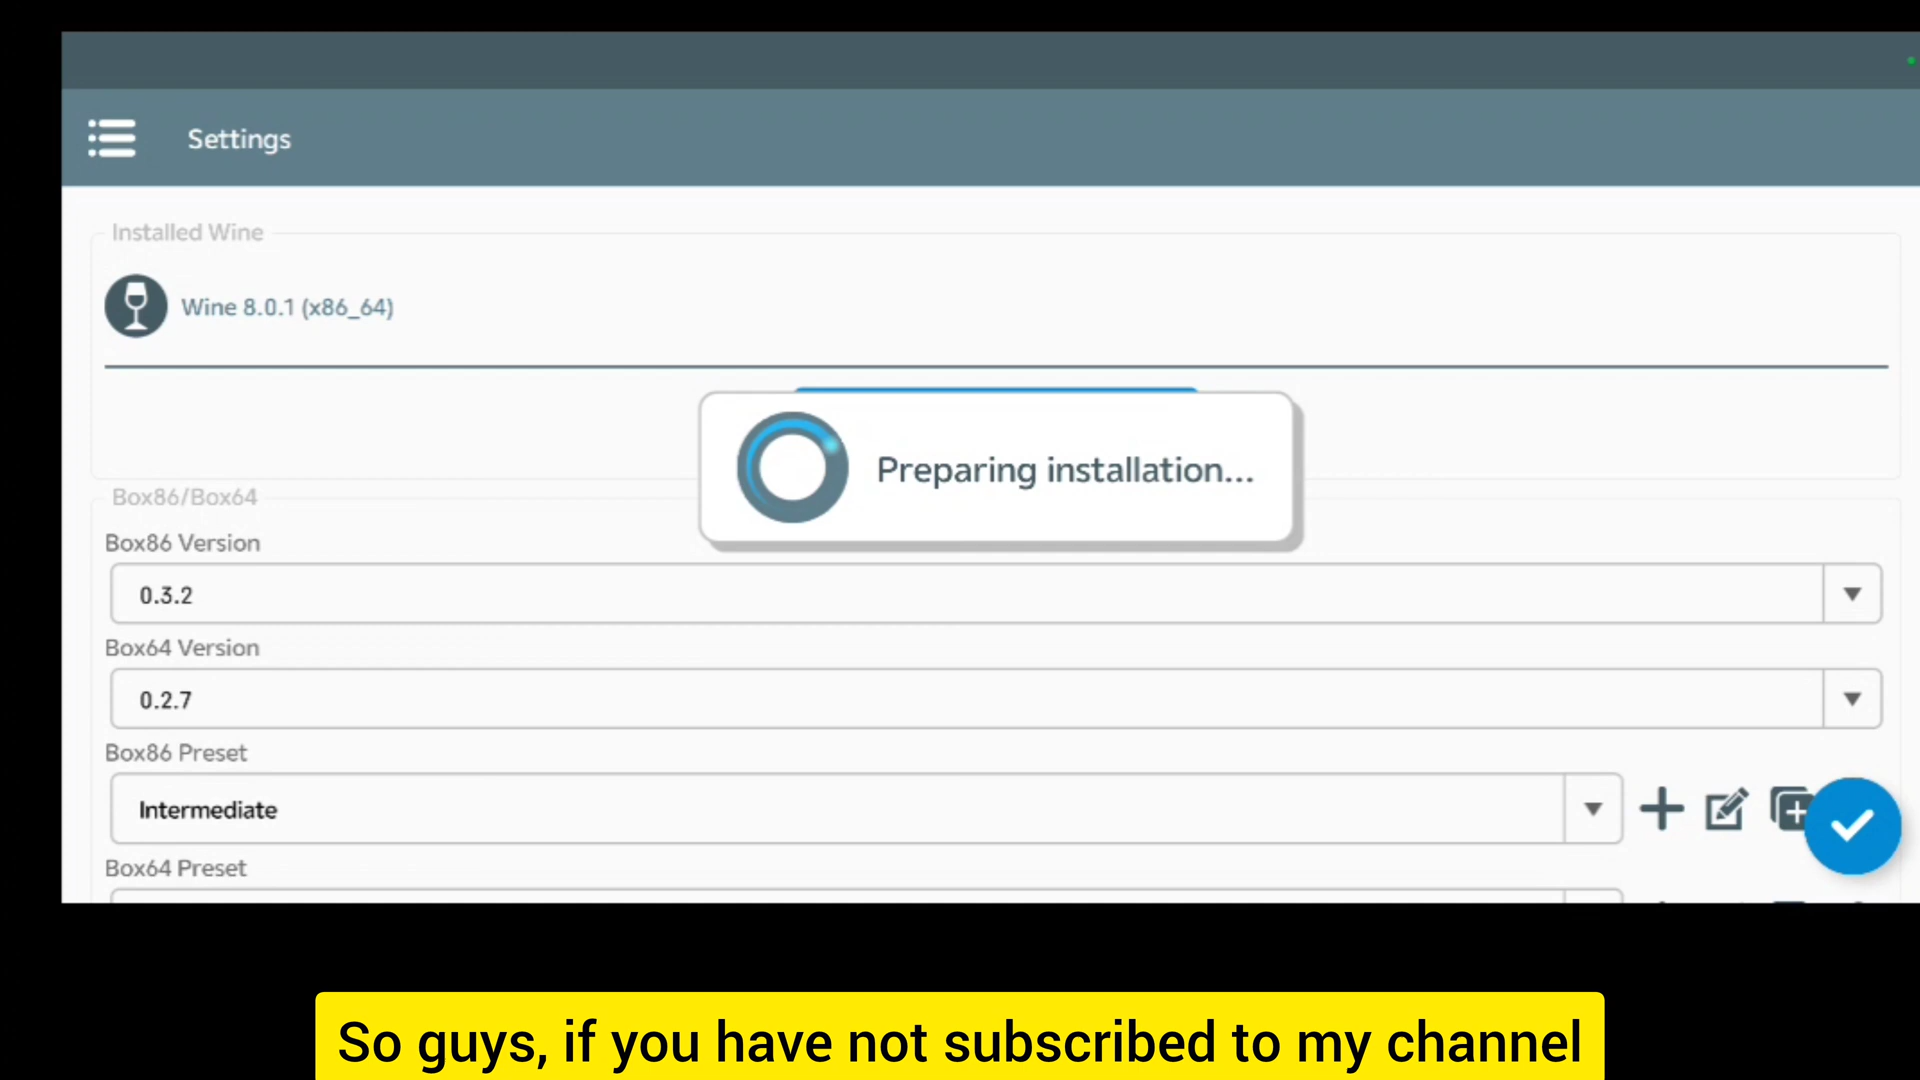 Settings
Installed Wine
Wine 8.0.1 (x86_64)
Preparing installation...
Box86/Box64
Box86 Version
0.3.2
Box64 Version
0.2.7
Box86 Preset
Intermediate
Box64 Preset
So guys, if you have not subscribed to my channel